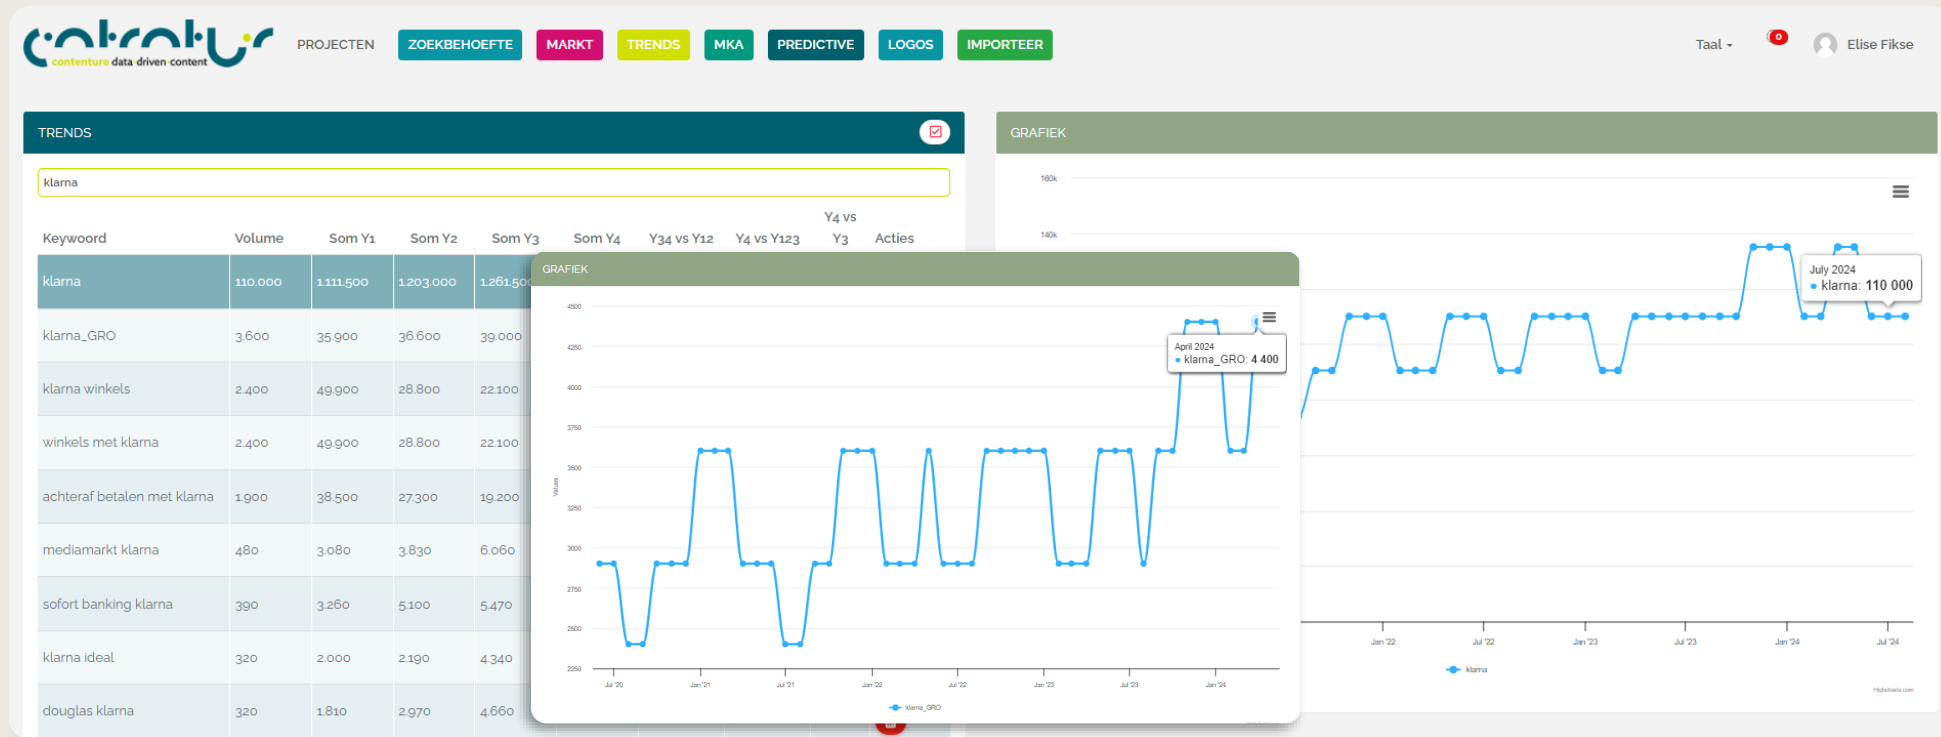 contenture data·driven·content
PROJECTEN
ZOEKBEHOEFTE
MARKT
TRENDS
MKA
PREDICTIVE
LOGOS
IMPORTEER
Taal
0
Elise Fikse
TRENDS
klarna
Keywoord Volume Som Y1 Som Y2 Som Y3 Som Y4 Y34 vs Y12 Y4 vs Y123 Y4 vs Y3 Acties
klarna 110.000 1.111.500 1.203.000 1.261.500
klarna_GRO 3.600 35.900 36.600 39.000
klarna winkels 2.400 49.900 28.800 22.100
winkels met klarna 2.400 49.900 28.800 22.100
achteraf betalen met klarna 1.900 38.500 27.300 19.200
mediamarkt klarna 480 3.080 3.830 6.060
sofort banking klarna 390 3.260 5.100 5.470
klarna ideal 320 2.000 2.190 4.340
douglas klarna 320 1.810 2.970 4.660
GRAFIEK
4500
4250
4000
3750
3500
3250
3000
2750
2500
2250
Values
April 2024
klarna_GRO: 4 400
Jul '20 Jan '21 Jul '21 Jan '22 Jul '22 Jan '23 Jul '23 Jan '24
klarna_GRO
GRAFIEK
160k
140k
July 2024
klarna: 110 000
Jan '22 Jul '22 Jan '23 Jul '23 Jan '24 Jul '24
klarna
Highcharts.com